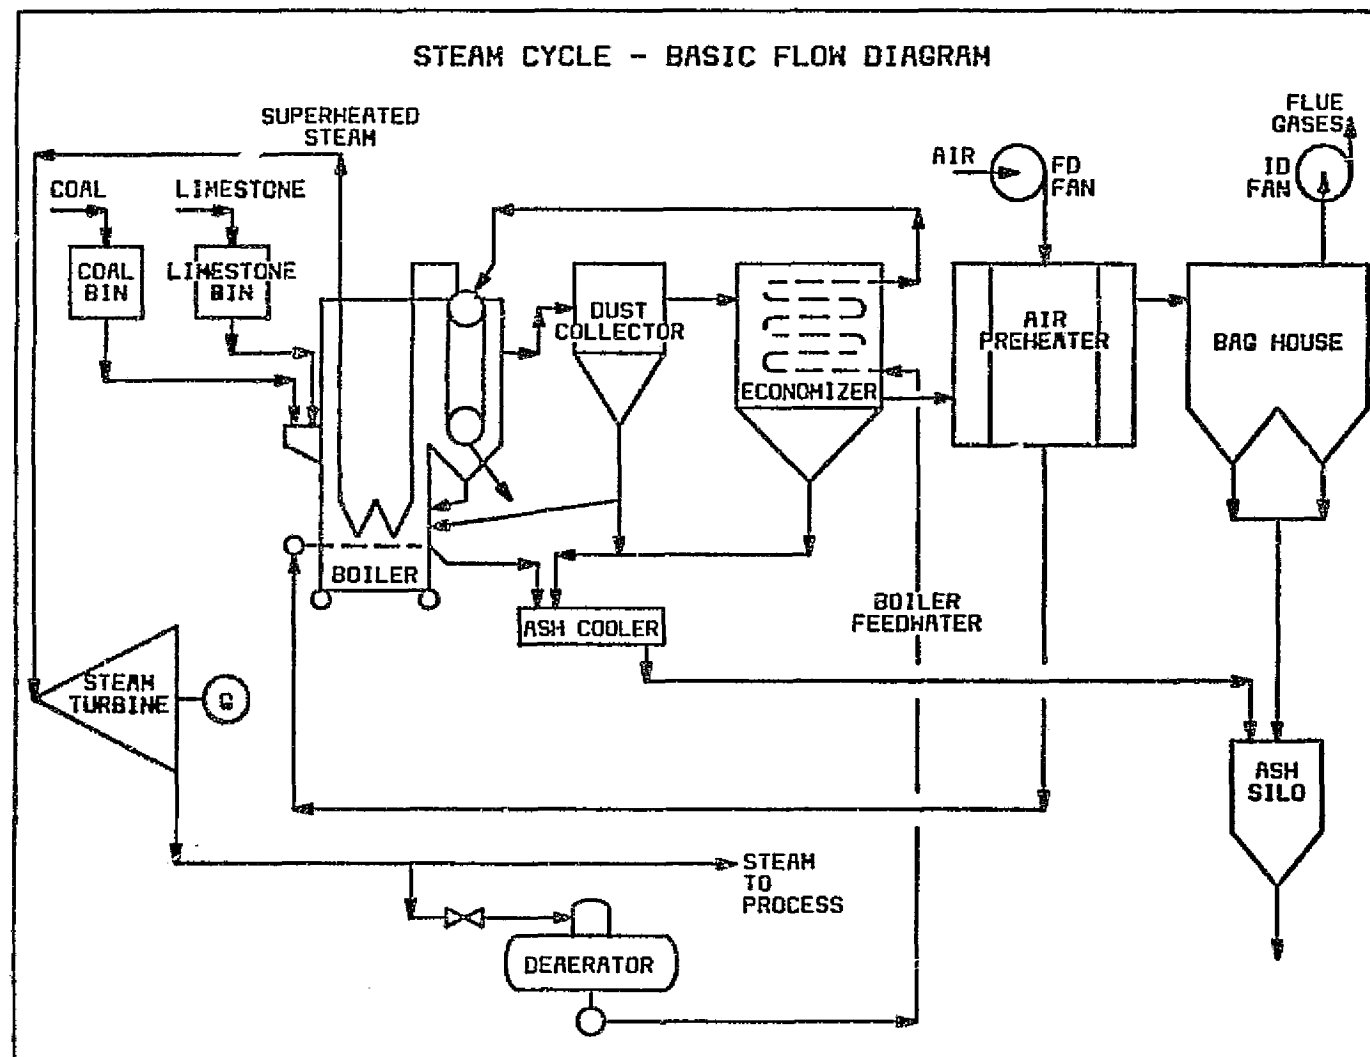 STEAM CYCLE - BASIC FLOW DIAGRAM
SUPERHEATED
STEAM
FLUE
GASES
AIR
FD
FAN
ID
FAN
COAL
LIMESTONE
COAL
BIN
LIMESTONE
BIN
DUST
COLLECTOR
ECONOMIZER
AIR
PREHEATER
BAG HOUSE
BOILER
ASH COOLER
BOILER
FEEDWATER
STEAM
TURBINE
G
ASH
SILO
STEAM
TO
PROCESS
DEAERATOR